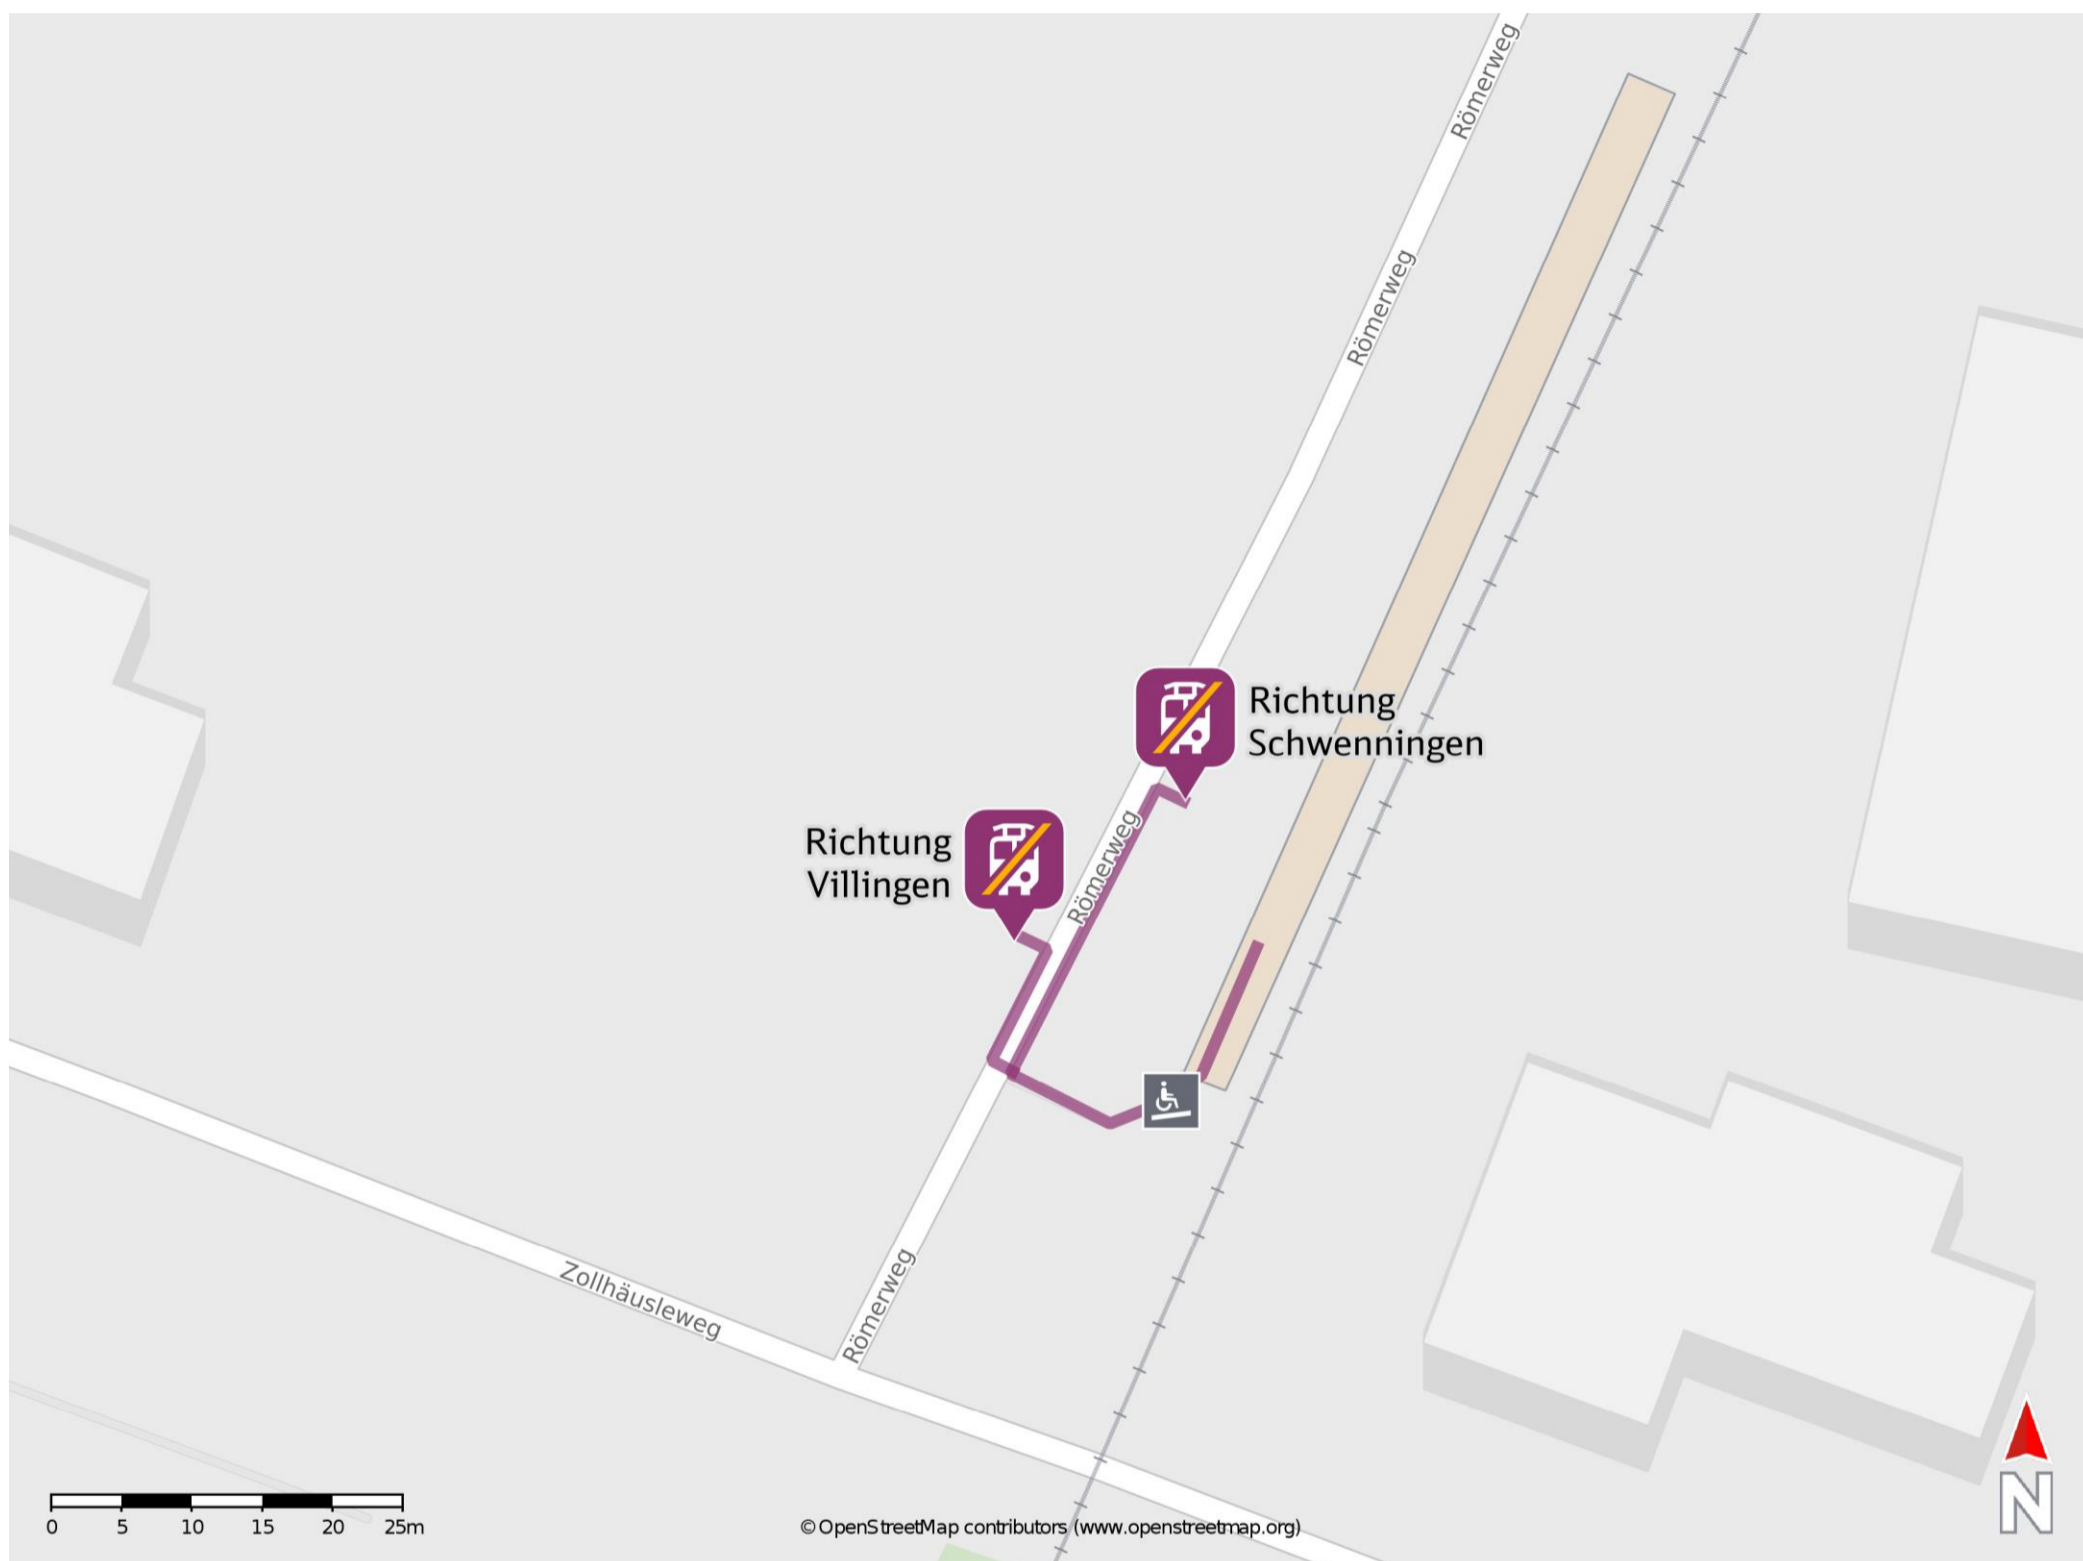 Römerweg
Römerweg
Richtung
Schwenningen
Richtung
Villingen
Römerweg
Römerweg
Zollhäusleweg
0 5 10 15 20 25m
© OpenStreetMap contributors (www.openstreetmap.org)
N